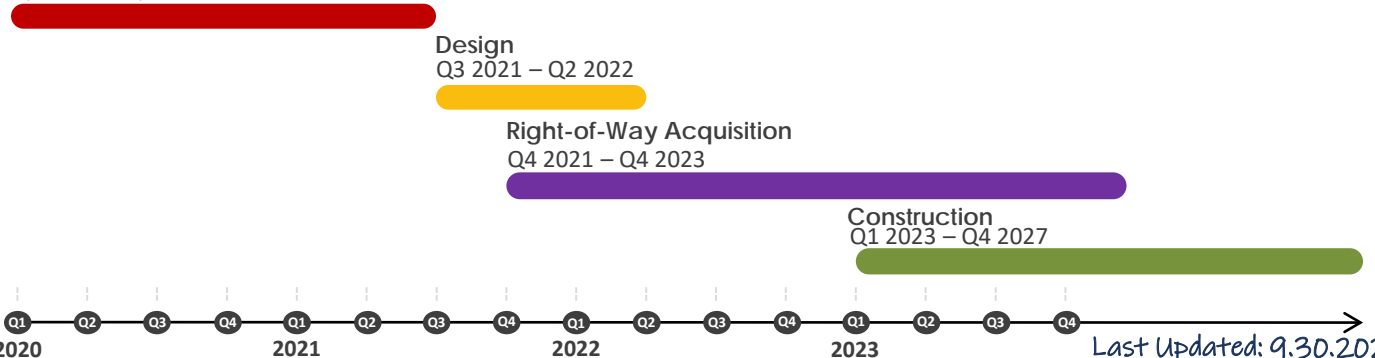 Design
Q3 2021 – Q2 2022
Right-of-Way Acquisition
Q4 2021 – Q4 2023
Construction
Q1 2023 – Q4 2027
Q1 Q2 Q3 Q4 Q1 Q2 Q3 Q4 Q1 Q2 Q3 Q4 Q1 Q2 Q3 Q4
2020 2021 2022 2023
Last Updated: